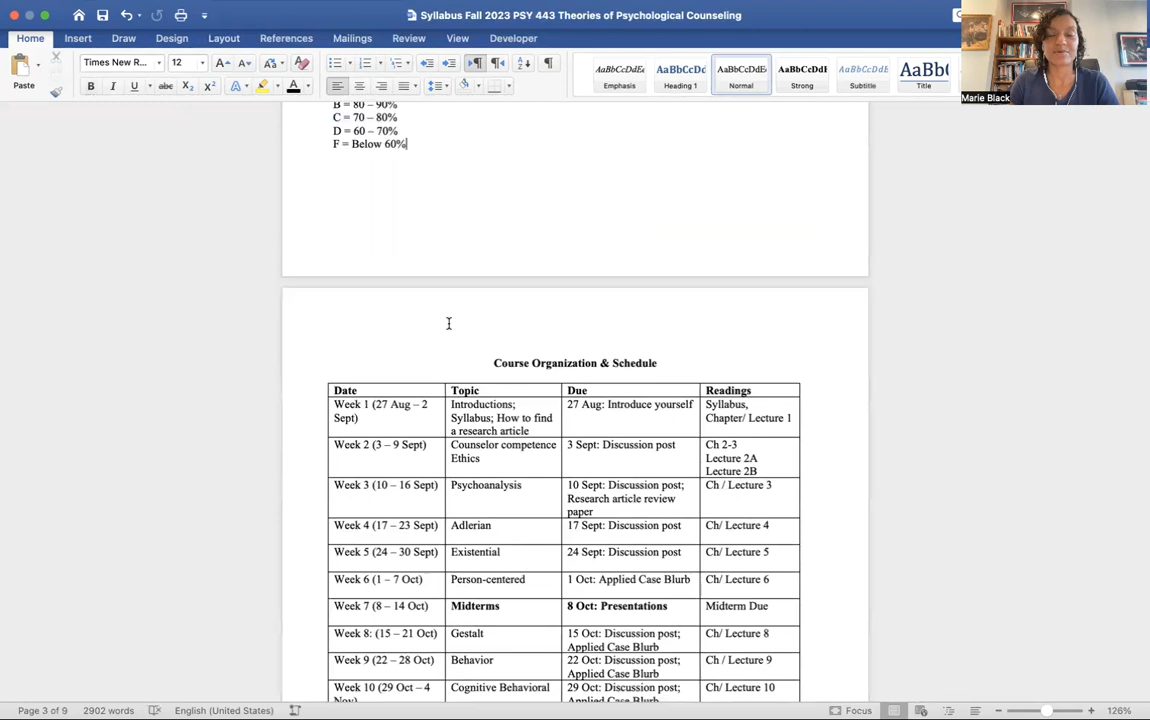 Syllabus Fall 2023 PSY 443 Theories of Psychological Counseling
Home Insert Draw Design Layout References Mailings Review View Developer
Paste
Times New R... 12
AaBbCcDdEe AaBbCcDd AaBbCcDdE AaBbCcDdE AaBbCcDdEe AaBb(
Emphasis Heading 1 Normal Strong Subtitle Title
Marie Black
B = 80 – 90%
C = 70 – 80%
D = 60 – 70%
F = Below 60%
Course Organization & Schedule
Date Topic Due Readings
Week 1 (27 Aug – 2 Introductions; 27 Aug: Introduce yourself Syllabus,
Sept) Syllabus; How to find Chapter/ Lecture 1
a research article
Week 2 (3 – 9 Sept) Counselor competence 3 Sept: Discussion post Ch 2-3
Ethics Lecture 2A
Lecture 2B
Week 3 (10 – 16 Sept) Psychoanalysis 10 Sept: Discussion post; Ch / Lecture 3
Research article review
paper
Week 4 (17 – 23 Sept) Adlerian 17 Sept: Discussion post Ch/ Lecture 4
Week 5 (24 – 30 Sept) Existential 24 Sept: Discussion post Ch/ Lecture 5
Week 6 (1 – 7 Oct) Person-centered 1 Oct: Applied Case Blurb Ch/ Lecture 6
Week 7 (8 – 14 Oct) Midterms 8 Oct: Presentations Midterm Due
Week 8: (15 – 21 Oct) Gestalt 15 Oct: Discussion post; Ch/ Lecture 8
Applied Case Blurb
Week 9 (22 – 28 Oct) Behavior 22 Oct: Discussion post; Ch / Lecture 9
Applied Case Blurb
Week 10 (29 Oct – 4 Cognitive Behavioral 29 Oct: Discussion post; Ch/ Lecture 10
Nov) Applied Case Blurb
Page 3 of 9 2902 words English (United States) Focus 126%